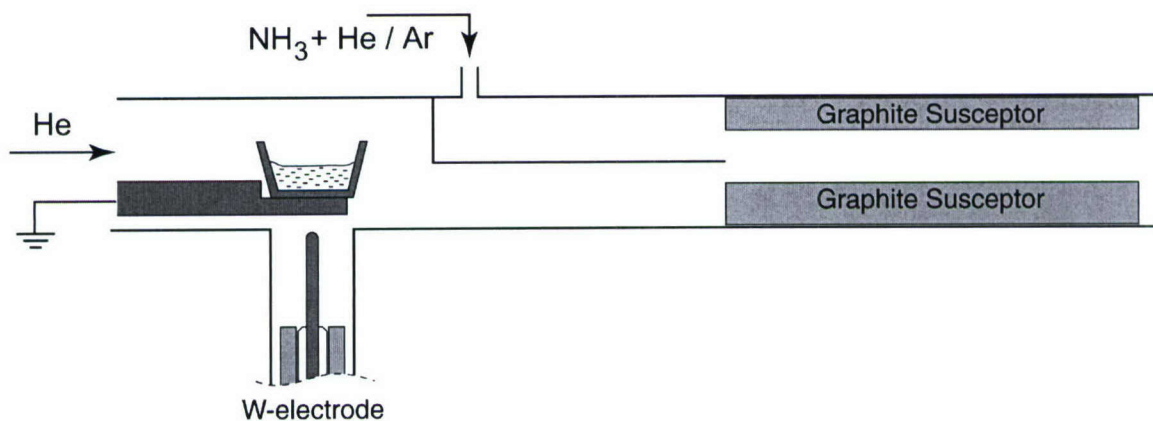 NH3 + He / Ar
He
Graphite Susceptor
Graphite Susceptor
W-electrode